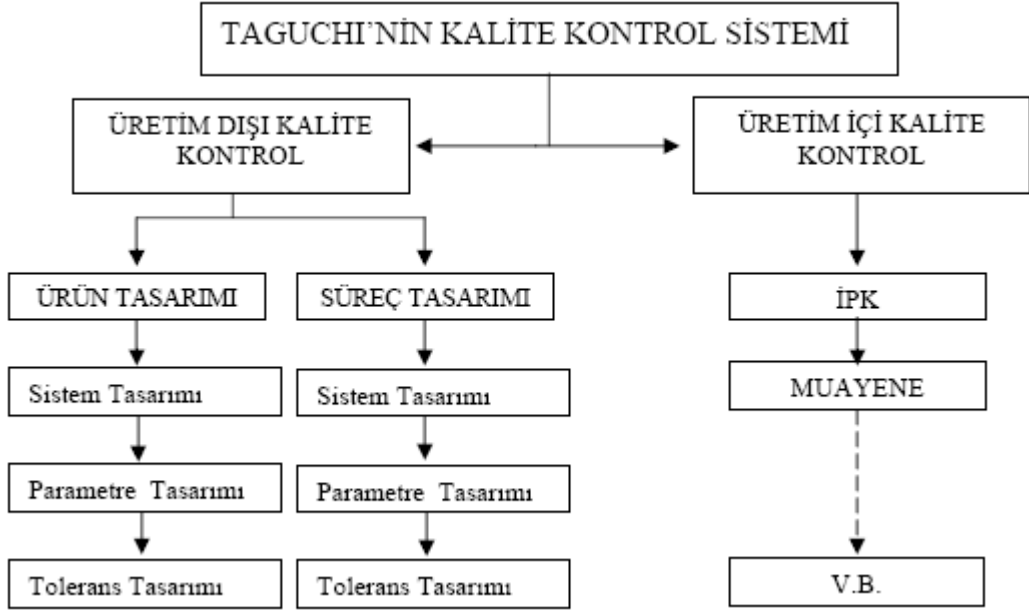 TAGUCHI’NİN KALİTE KONTROL SİSTEMİ
ÜRETİM DIŞI KALİTE
KONTROL
ÜRETİM İÇİ KALİTE
KONTROL
ÜRÜN TASARIMI
SÜREÇ TASARIMI
İPK
Sistem Tasarımı
Sistem Tasarımı
MUAYENE
Parametre Tasarımı
Parametre Tasarımı
Tolerans Tasarımı
Tolerans Tasarımı
V.B.